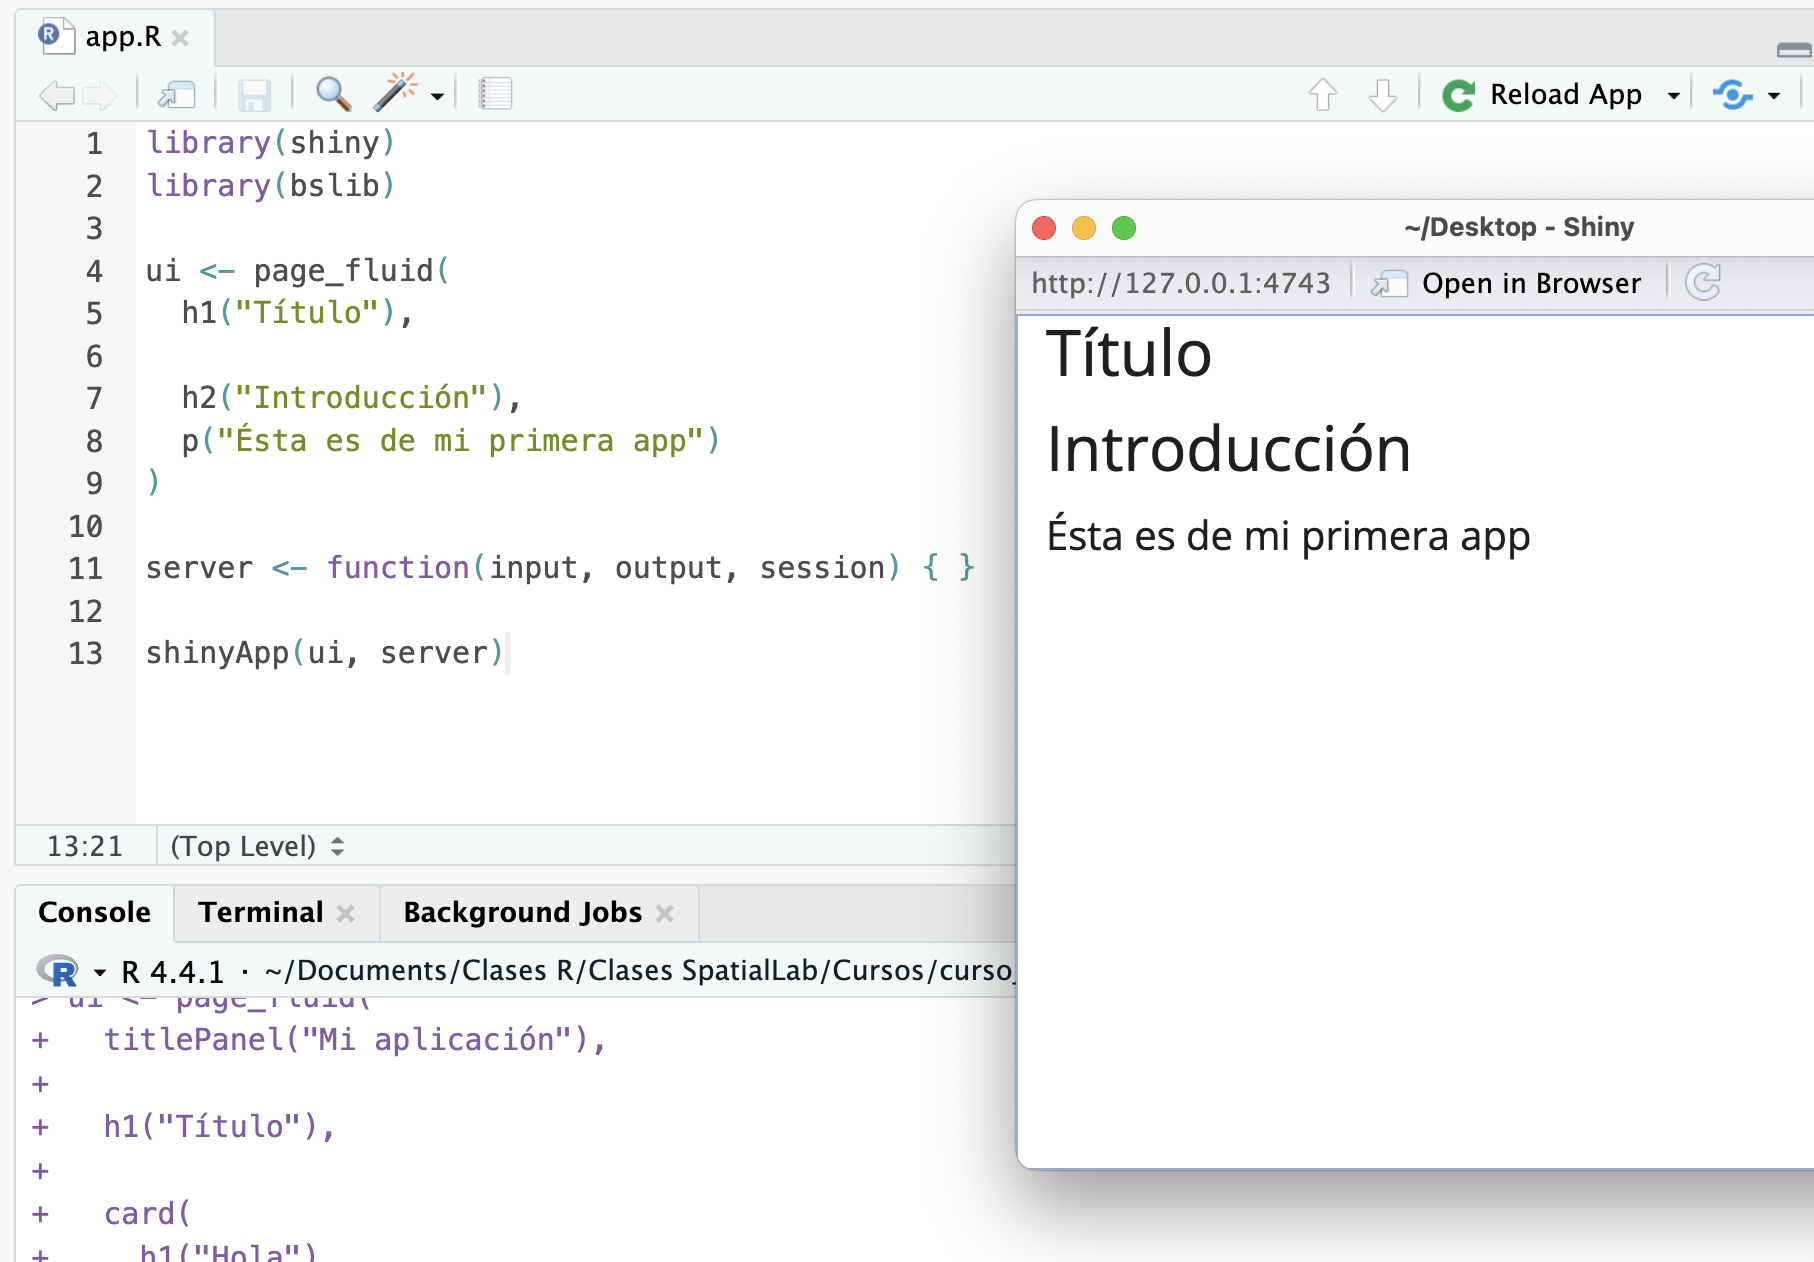 app.R
Reload App
1 library(shiny)
2 library(bslib)
3
4 ui <- page_fluid(
5   h1("Título"),
6
7   h2("Introducción"),
8   p("Ésta es de mi primera app")
9 )
10
11 server <- function(input, output, session) { }
12
13 shinyApp(ui, server)
13:21 (Top Level)
~/Desktop - Shiny
http://127.0.0.1:4743 Open in Browser
Título
Introducción
Ésta es de mi primera app
Console Terminal Background Jobs
R 4.4.1 · ~/Documents/Clases R/Clases SpatialLab/Cursos/curso_
> ui <- page_fluid(
+   titlePanel("Mi aplicación"),
+
+   h1("Título"),
+
+   card(
+     h1("Hola")